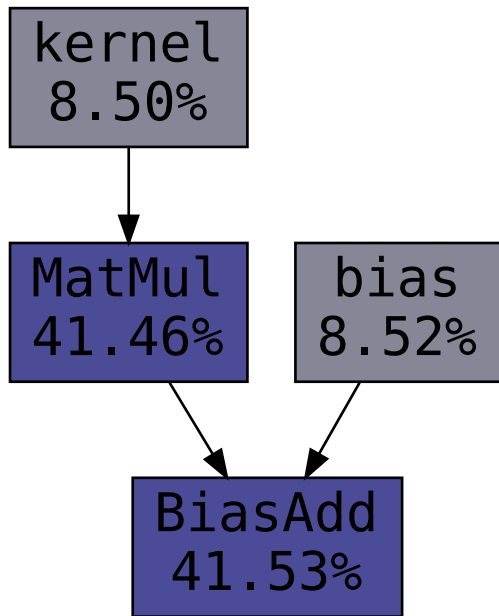 kernel
8.50%
MatMul
41.46%
bias
8.52%
BiasAdd
41.53%